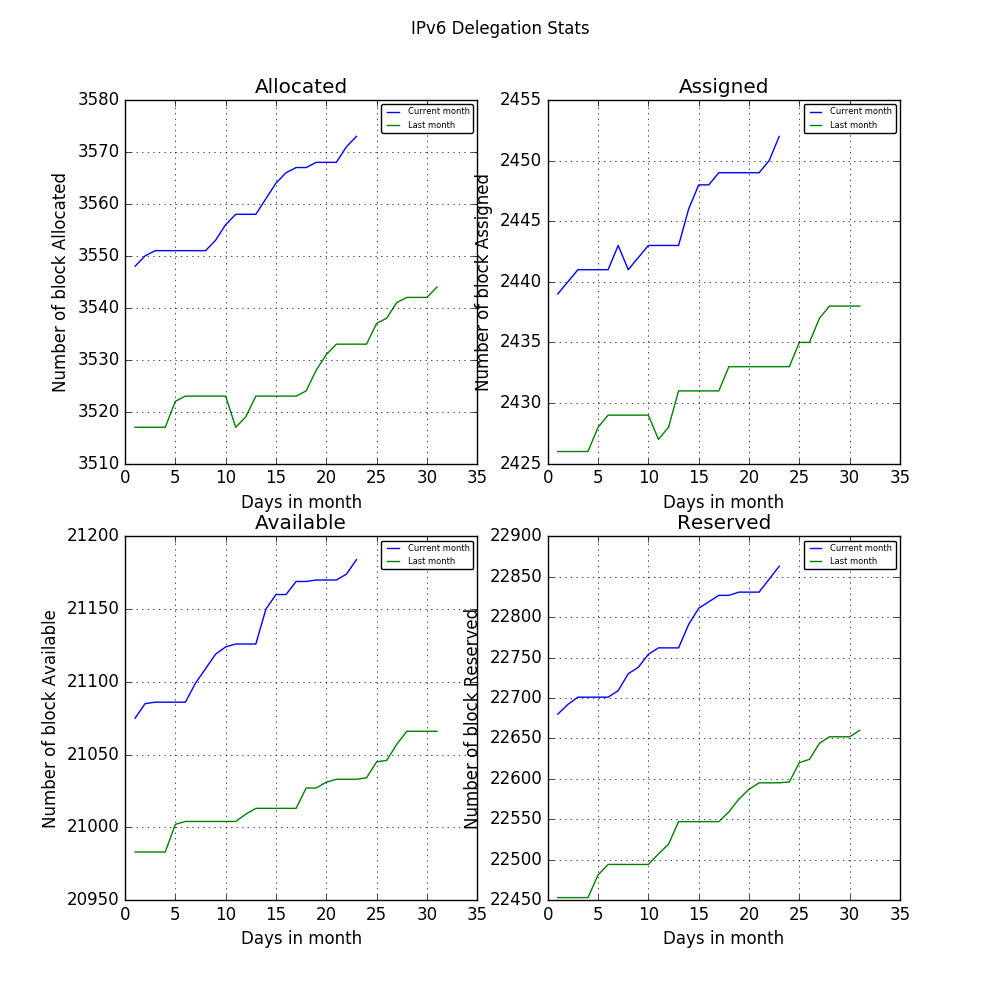 IPv6 Delegation Stats
Allocated
3580
3570
3560
3550
3540
3530
3520
3510
Number of block Allocated
Current month
Last month
0 5 10 15 20 25 30 35
Days in month
Assigned
2455
2450
2445
2440
2435
2430
2425
Number of block Assigned
Current month
Last month
0 5 10 15 20 25 30 35
Days in month
Available
21200
21150
21100
21050
21000
20950
Number of block Available
Current month
Last month
0 5 10 15 20 25 30 35
Days in month
Reserved
22900
22850
22800
22750
22700
22650
22600
22550
22500
22450
Number of block Reserved
Current month
Last month
0 5 10 15 20 25 30 35
Days in month